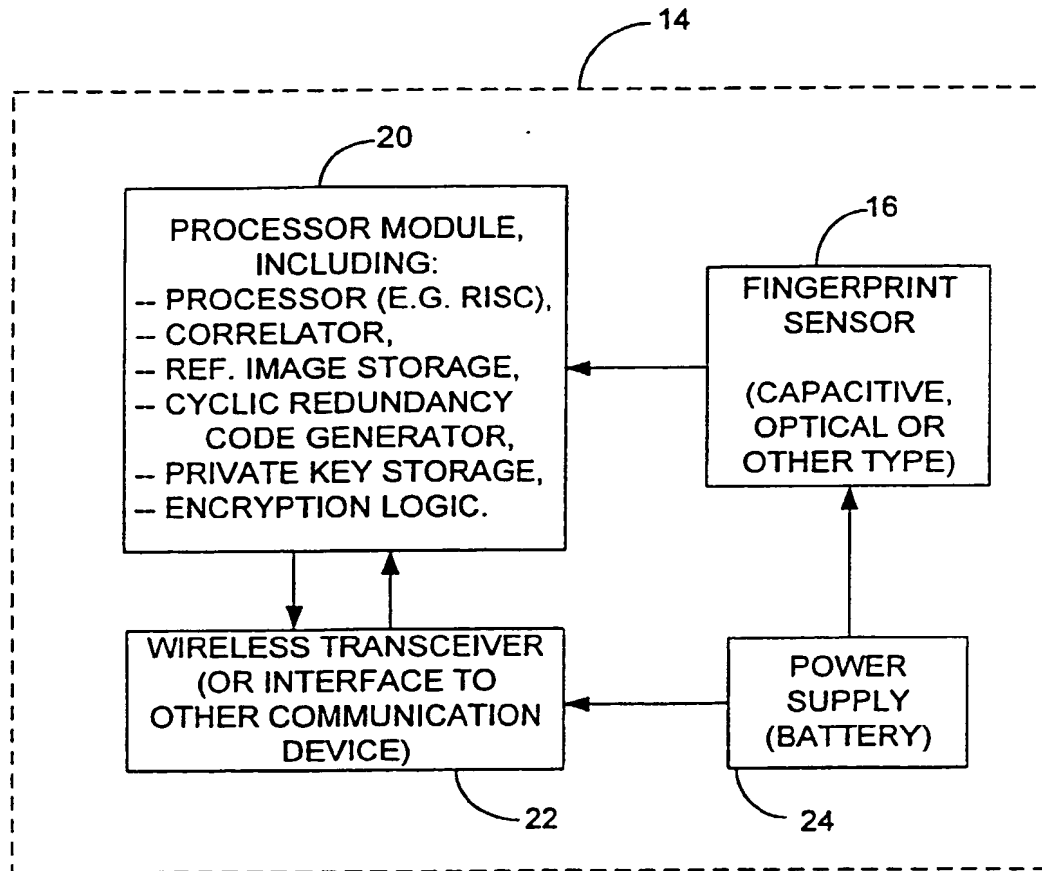 14
20
PROCESSOR MODULE,
INCLUDING:
-- PROCESSOR (E.G. RISC),
-- CORRELATOR,
-- REF. IMAGE STORAGE,
-- CYCLIC REDUNDANCY
CODE GENERATOR,
-- PRIVATE KEY STORAGE,
-- ENCRYPTION LOGIC.
16
FINGERPRINT
SENSOR
(CAPACITIVE,
OPTICAL OR
OTHER TYPE)
WIRELESS TRANSCEIVER
(OR INTERFACE TO
OTHER COMMUNICATION
DEVICE)
22
POWER
SUPPLY
(BATTERY)
24